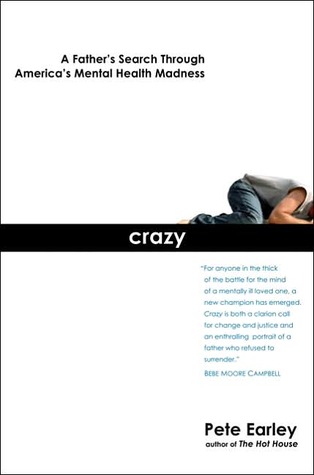 A Father's Search Through
America's Mental Health Madness
crazy
"For anyone in the thick
of the battle for the mind
of a mentally ill loved one, a
new champion has emerged.
Crazy is both a clarion call
for change and justice and
an enthralling portrait of a
father who refused to
surrender."
BEBE MOORE CAMPBELL
Pete Earley
author of The Hot House